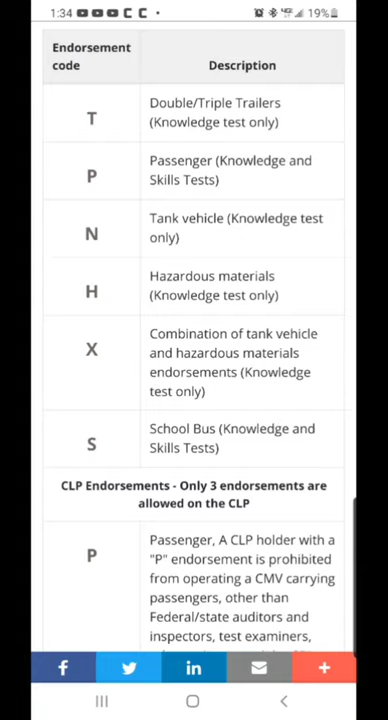 1:34
19%
Endorsement
code
Description
T
Double/Triple Trailers
(Knowledge test only)
P
Passenger (Knowledge and
Skills Tests)
N
Tank vehicle (Knowledge test
only)
H
Hazardous materials
(Knowledge test only)
X
Combination of tank vehicle
and hazardous materials
endorsements (Knowledge
test only)
S
School Bus (Knowledge and
Skills Tests)
CLP Endorsements - Only 3 endorsements are
allowed on the CLP
P
Passenger, A CLP holder with a
"P" endorsement is prohibited
from operating a CMV carrying
passengers, other than
Federal/state auditors and
inspectors, test examiners,